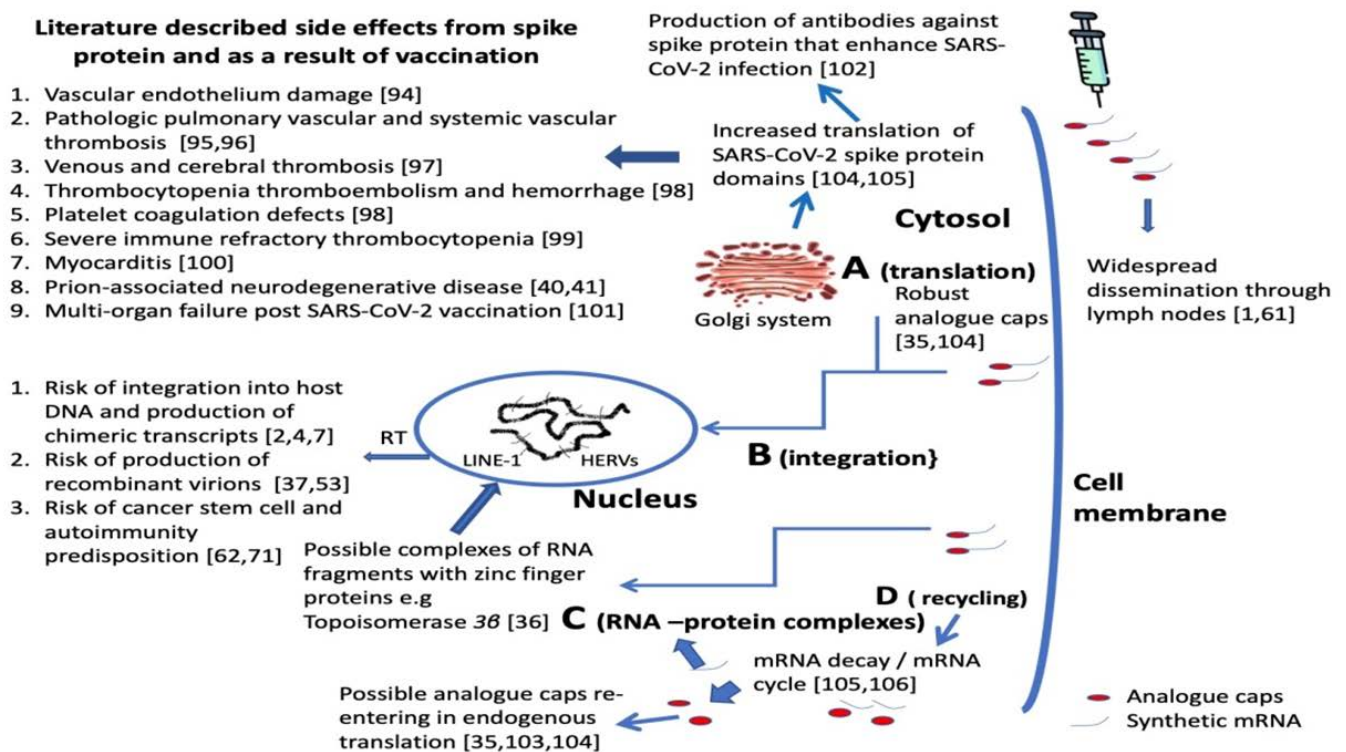 Literature described side effects from spike
protein and as a result of vaccination
1. Vascular endothelium damage [94]
2. Pathologic pulmonary vascular and systemic vascular
thrombosis [95,96]
3. Venous and cerebral thrombosis [97]
4. Thrombocytopenia thromboembolism and hemorrhage [98]
5. Platelet coagulation defects [98]
6. Severe immune refractory thrombocytopenia [99]
7. Myocarditis [100]
8. Prion-associated neurodegenerative disease [40,41]
9. Multi-organ failure post SARS-CoV-2 vaccination [101]
Production of antibodies against
spike protein that enhance SARS-
CoV-2 infection [102]
Increased translation of
SARS-CoV-2 spike protein
domains [104,105]
Cytosol
A (translation)
Golgi system
Robust
analogue caps
[35,104]
Widespread
dissemination through
lymph nodes [1,61]
1. Risk of integration into host
DNA and production of
chimeric transcripts [2,4,7]
2. Risk of production of
recombinant virions [37,53]
3. Risk of cancer stem cell and
autoimmunity
predisposition [62,71]
RT
LINE-1
HERVs
Nucleus
B (integration}
Cell
membrane
Possible complexes of RNA
fragments with zinc finger
proteins e.g
Topoisomerase 3β [36]
C (RNA –protein complexes)
D ( recycling)
mRNA decay / mRNA
cycle [105,106]
Possible analogue caps re-
entering in endogenous
translation [35,103,104]
Analogue caps
Synthetic mRNA